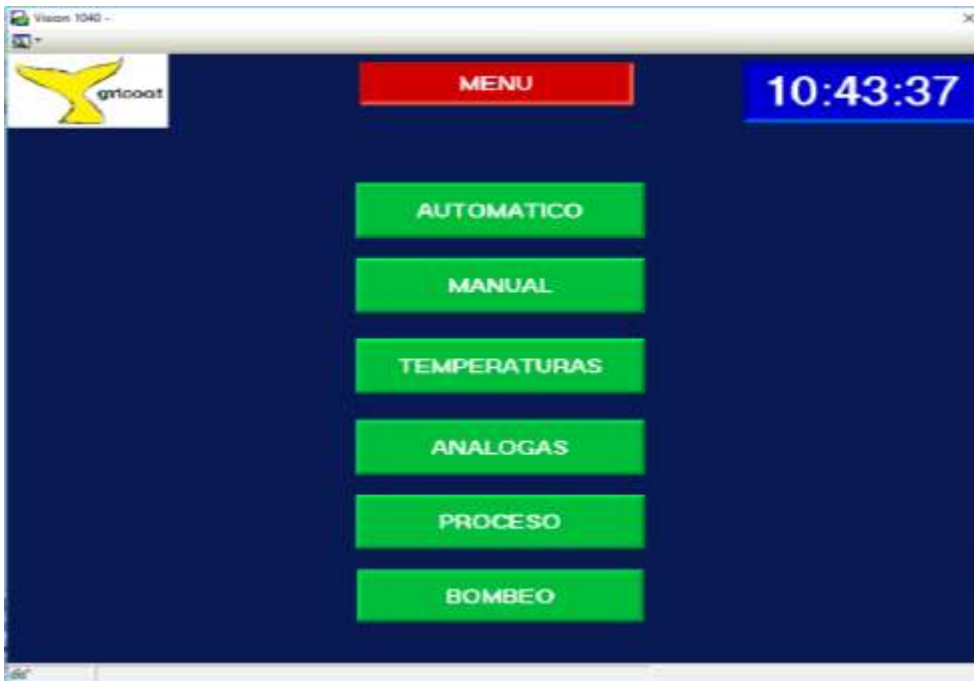 Vision 1040 -
gricoat
MENU
10:43:37
AUTOMATICO
MANUAL
TEMPERATURAS
ANALOGAS
PROCESO
BOMBEO